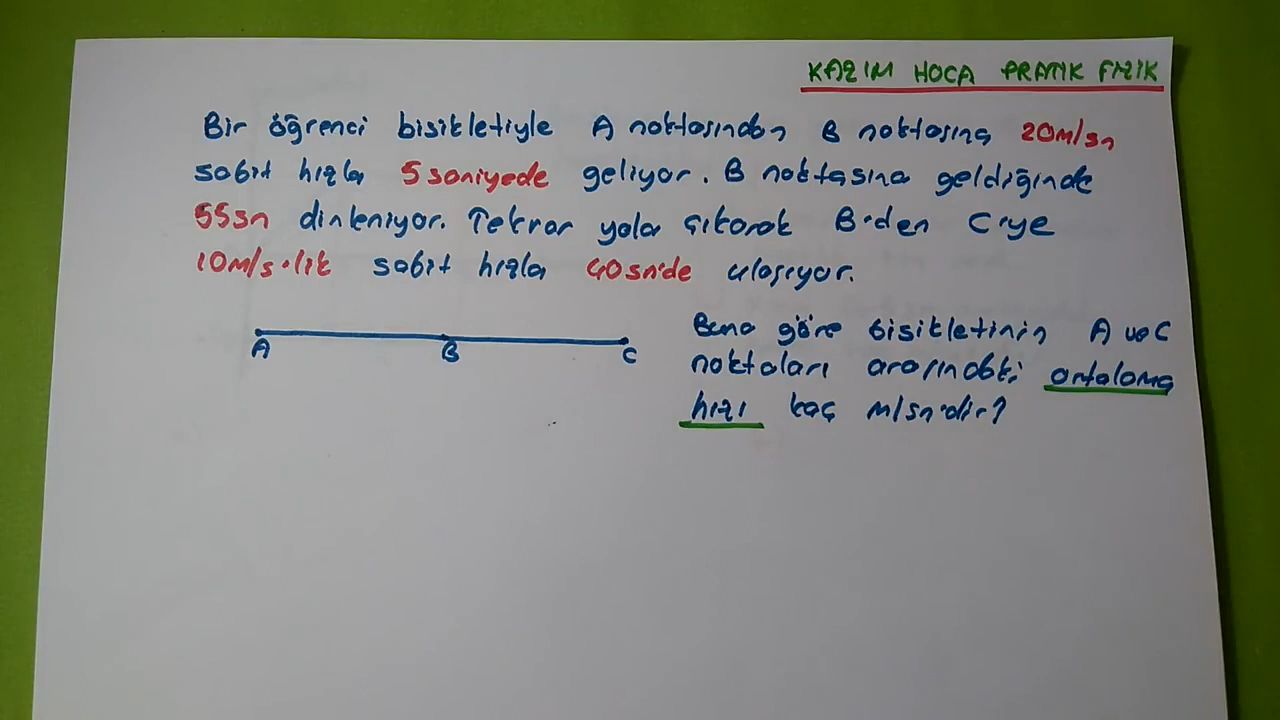 KAZIM HOCA PRATİK FİZİK
Bir öğrenci bisikletiyle A noktasından B noktasına 20m/sn
sabit hızla 5 saniyede geliyor. B noktasına geldiğinde
55sn dinleniyor. Tekrar yola çıkarak B'den C'ye
10m/s'lik sabit hızla 40sn'de ulaşıyor.
A B C
Buna göre bisikletinin A ve C
noktaları arasındaki ortalama
hızı kaç m/sn'dir?